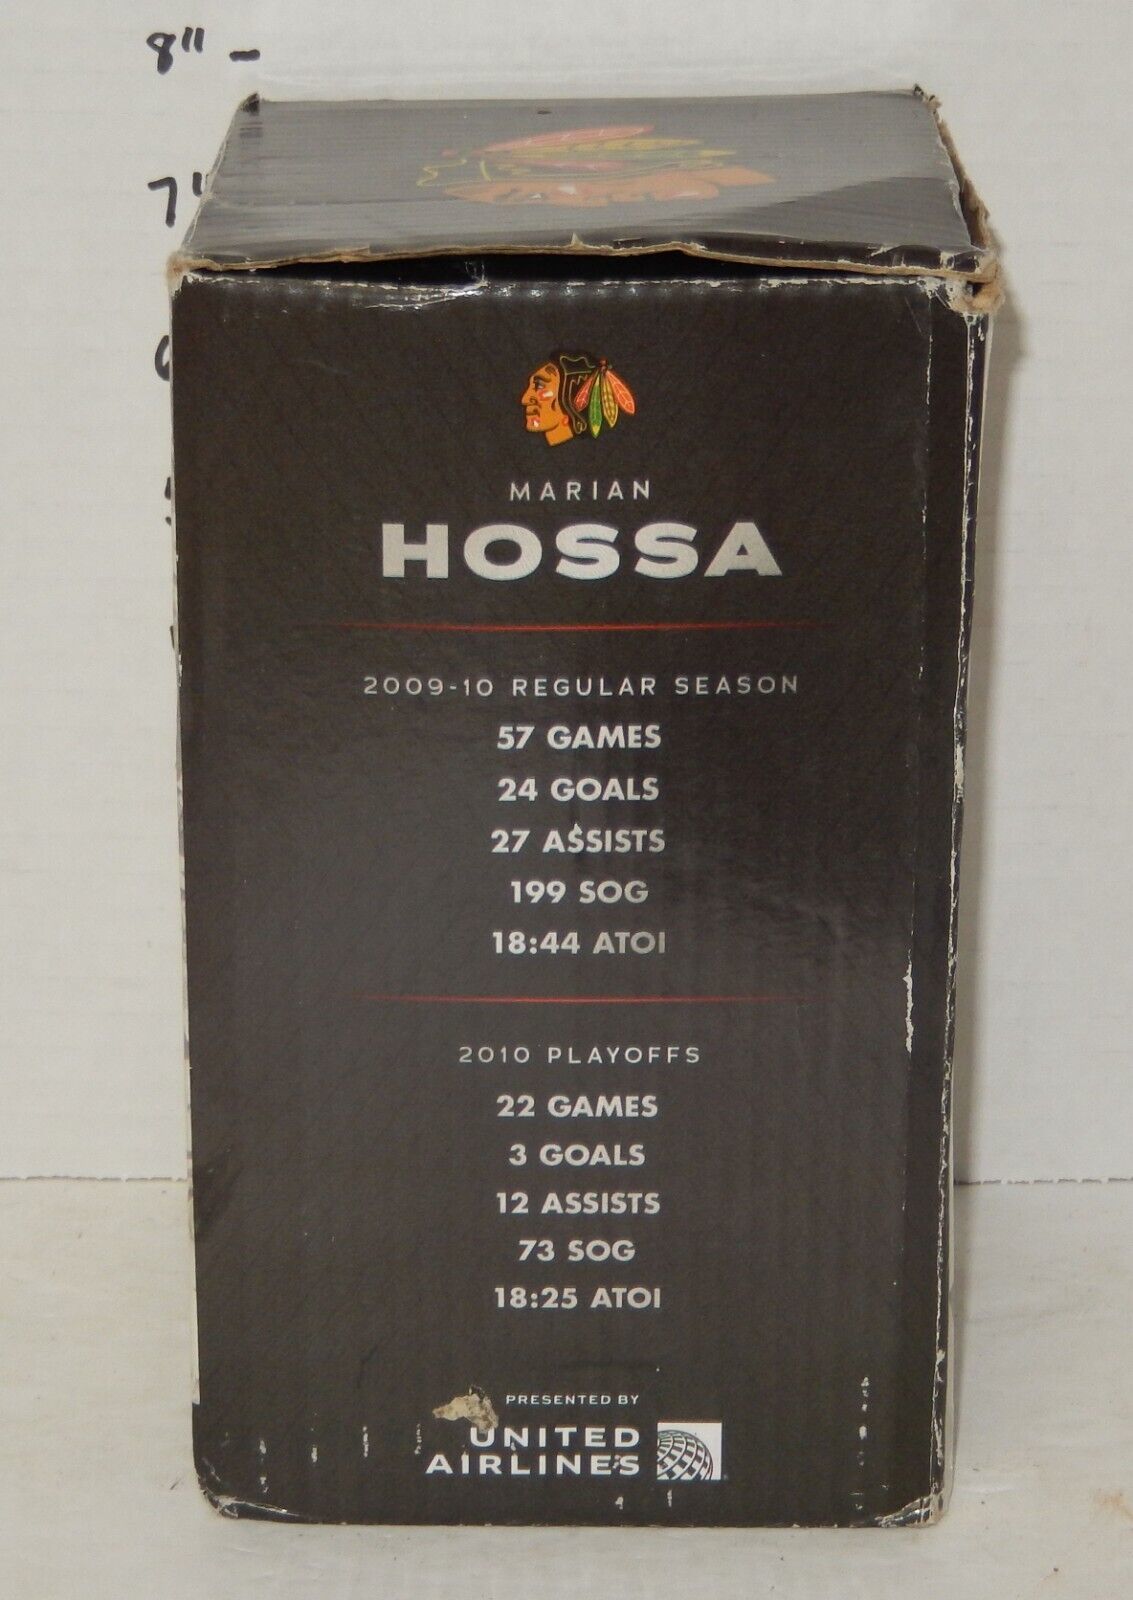 8" -
7"
MARIAN
HOSSA
2009-10 REGULAR SEASON
57 GAMES
24 GOALS
27 ASSISTS
199 SOG
18:44 ATOI
2010 PLAYOFFS
22 GAMES
3 GOALS
12 ASSISTS
73 SOG
18:25 ATOI
PRESENTED BY
UNITED
AIRLINES